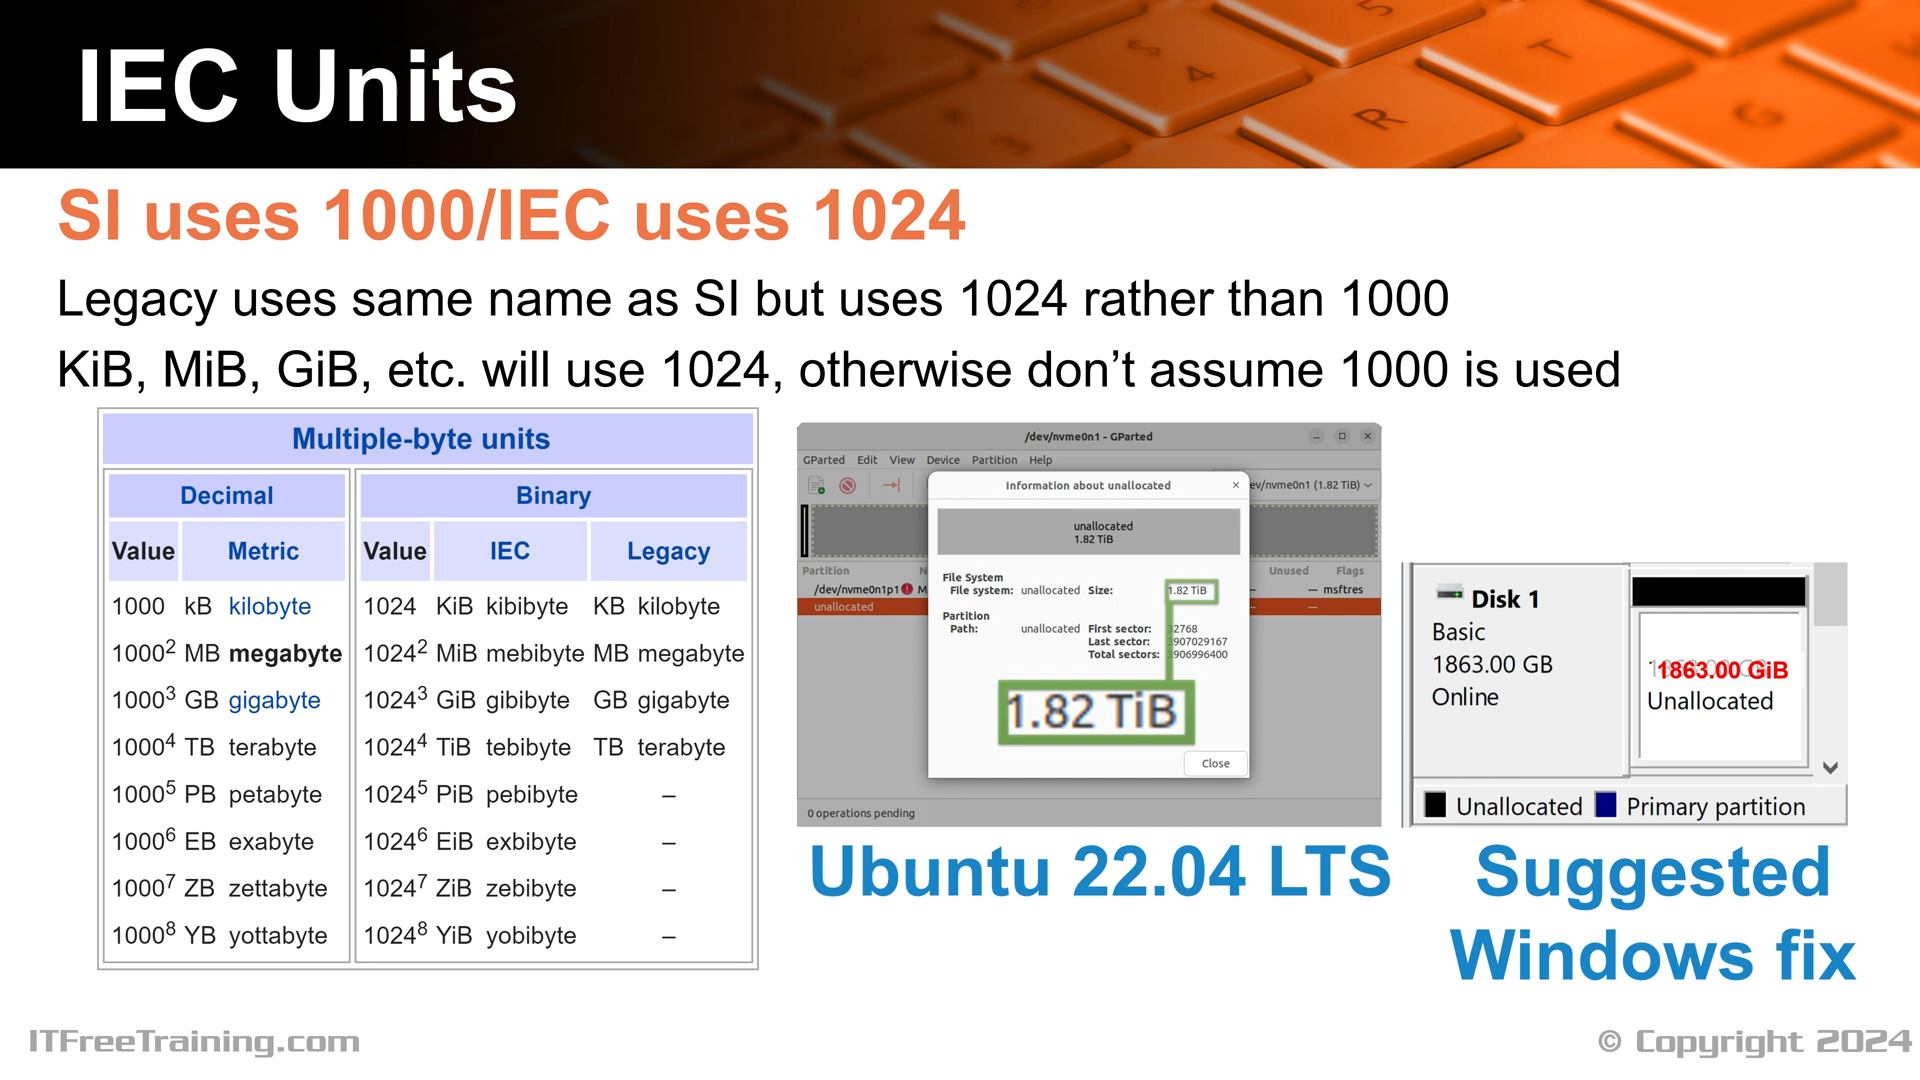 IEC Units
SI uses 1000/IEC uses 1024
Legacy uses same name as SI but uses 1024 rather than 1000
KiB, MiB, GiB, etc. will use 1024, otherwise don’t assume 1000 is used
Multiple-byte units
Decimal Binary
Value Metric Value IEC Legacy
1000 kB kilobyte 1024 KiB kibibyte KB kilobyte
1000² MB megabyte 1024² MiB mebibyte MB megabyte
1000³ GB gigabyte 1024³ GiB gibibyte GB gigabyte
1000⁴ TB terabyte 1024⁴ TiB tebibyte TB terabyte
1000⁵ PB petabyte 1024⁵ PiB pebibyte –
1000⁶ EB exabyte 1024⁶ EiB exbibyte –
1000⁷ ZB zettabyte 1024⁷ ZiB zebibyte –
1000⁸ YB yottabyte 1024⁸ YiB yobibyte –
/dev/nvme0n1 - GParted
GParted Edit View Device Partition Help
Information about unallocated
ev/nvme0n1 (1.82 TiB)
unallocated
1.82 TiB
Partition N Unused Flags
/dev/nvme0n1p1 M — msftres
unallocated —
File System
File system: unallocated Size: 1.82 TiB
Partition
Path: unallocated First sector: 32768
Last sector: 3907029167
Total sectors: 3906996400
1.82 TiB
Close
0 operations pending
Ubuntu 22.04 LTS
Disk 1
Basic
1863.00 GB
Online
1863.00 GiB
Unallocated
Unallocated Primary partition
Suggested
Windows fix
ITFreeTraining.com
© Copyright 2024